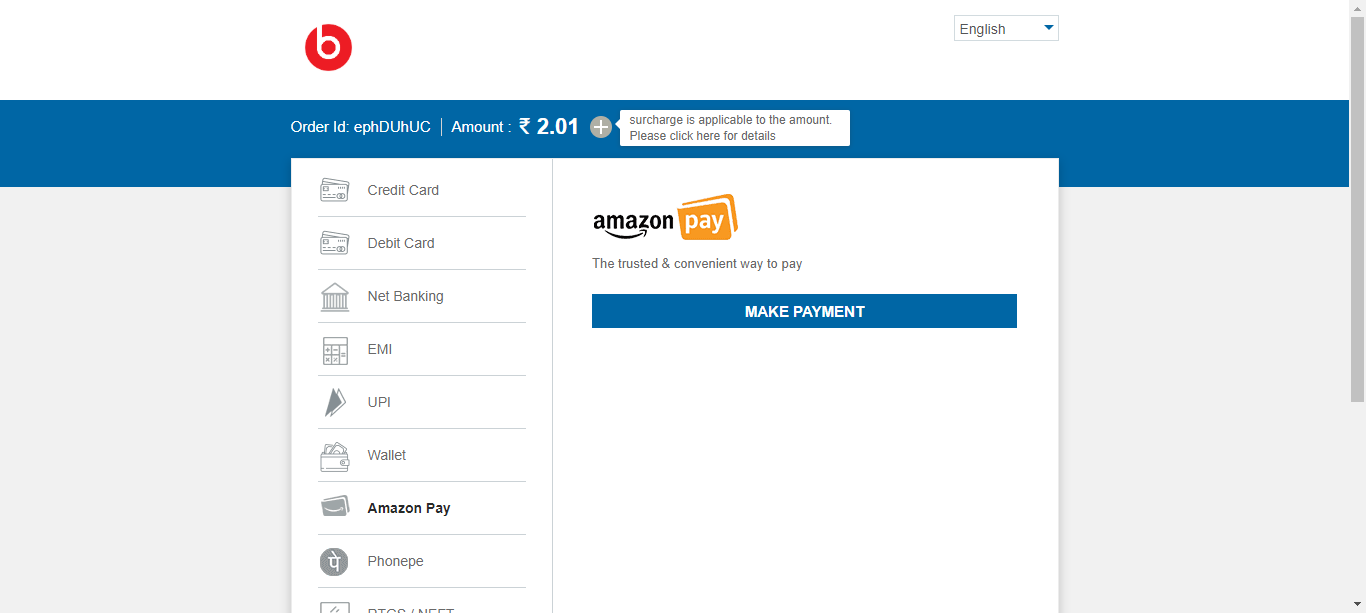 b
English
Order Id: ephDUhUC Amount : ₹ 2.01
surcharge is applicable to the amount.
Please click here for details
Credit Card
Debit Card
Net Banking
EMI
UPI
Wallet
Amazon Pay
पे Phonepe
RTGS / NEFT
amazon pay
The trusted & convenient way to pay
MAKE PAYMENT